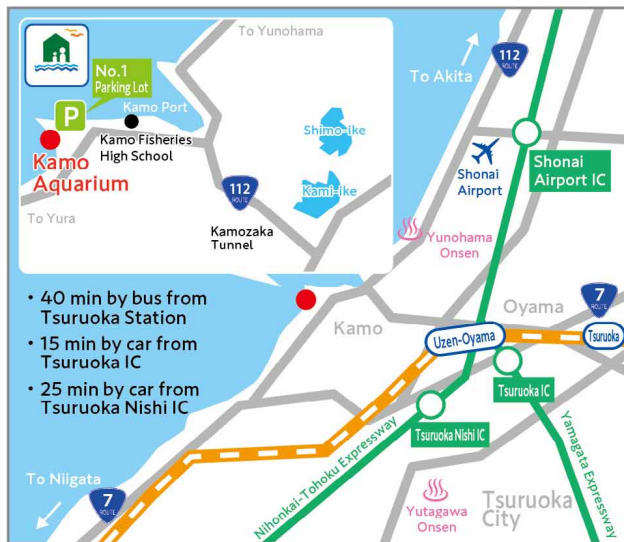 To Yunohama
No.1
Parking Lot
P
Kamo Port
Kamo Fisheries
High School
Kamo
Aquarium
To Yura
Shimo-ike
Kami-ike
112
ROUTE
Kamozaka
Tunnel
To Akita
112
ROUTE
Shonai
Airport
Shonai
Airport IC
Yunohama
Onsen
• 40 min by bus from
Tsuruoka Station
• 15 min by car from
Tsuruoka IC
• 25 min by car from
Tsuruoka Nishi IC
Kamo
Oyama
7
ROUTE
Uzen-Oyama
Tsuruoka
Tsuruoka IC
Tsuruoka Nishi IC
Nihonkai-Tohoku Expressway
Yamagata Expressway
To Niigata
7
ROUTE
Yutagawa
Onsen
Tsuruoka
City